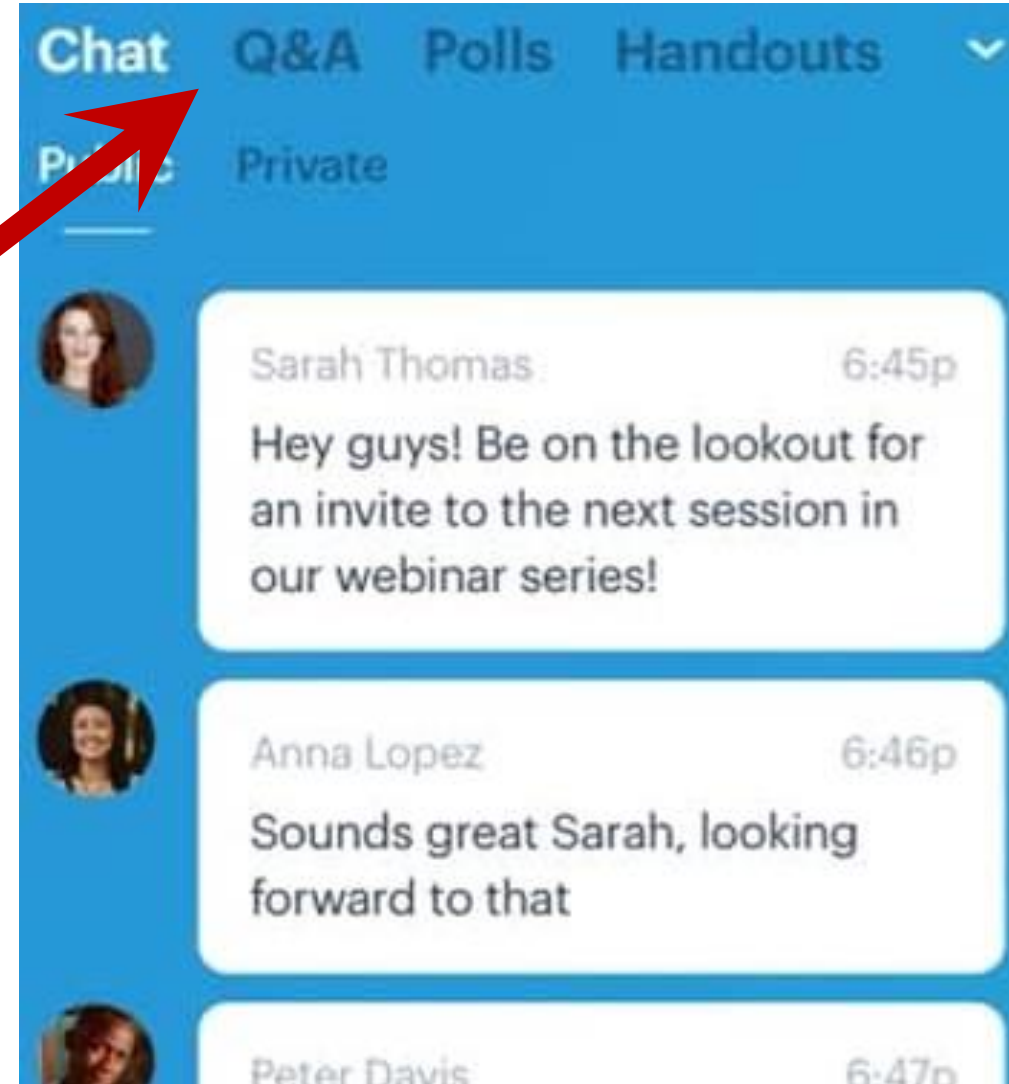 Chat Q&A Polls Handouts
Public Private
Sarah Thomas 6:45p
Hey guys! Be on the lookout for
an invite to the next session in
our webinar series!
Anna Lopez 6:46p
Sounds great Sarah, looking
forward to that
Peter Davis 6:47p